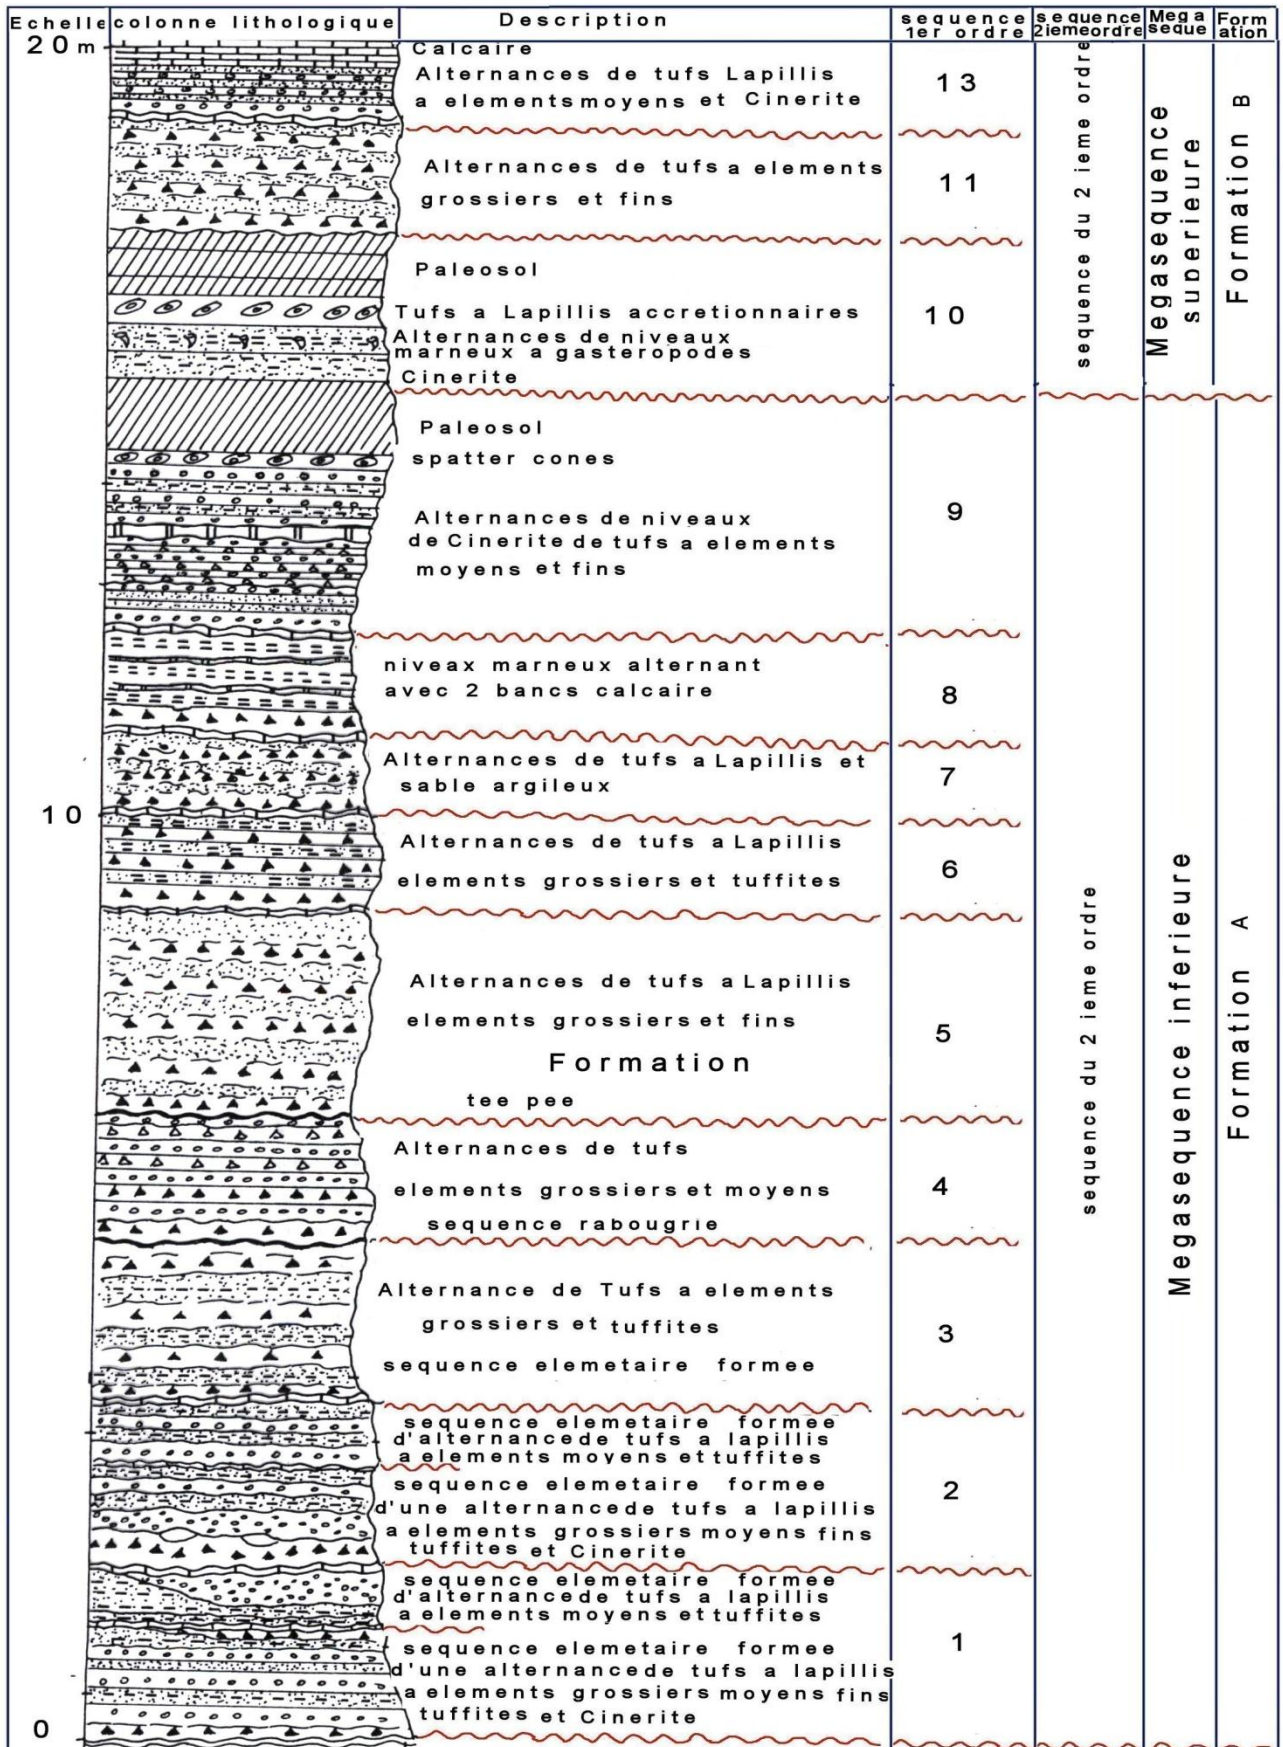 Echelle colonne lithologique Description sequence 1er ordre sequence 2iemeordre Mega seque Form ation
20m
Calcaire
Alternances de tufs Lapillis
a elements moyens et Cinerite
13
Alternances de tufs a elements
grossiers et fins
11
Paleosol
Tufs a Lapillis accretionnaires
Alternances de niveaux
marneux a gasteropodes
Cinerite
10
sequence du 2 ieme ordre
Megasequence
superieure
Formation B
Paleosol
spatter cones
Alternances de niveaux
de Cinerite de tufs a elements
moyens et fins
9
niveax marneux alternant
avec 2 bancs calcaire
8
Alternances de tufs a Lapillis et
sable argileux
7
10
Alternances de tufs a Lapillis
elements grossiers et tuffites
6
Alternances de tufs a Lapillis
elements grossiers et fins
Formation
tee pee
5
Alternances de tufs
elements grossiers et moyens
sequence rabougrie
4
Alternance de Tufs a elements
grossiers et tuffites
sequence elemetaire formee
3
sequence elemetaire formee
d'alternancede tufs a lapillis
a elements moyens et tuffites
sequence elemetaire formee
d'une alternancede tufs a lapillis
a elements grossiers moyens fins
tuffites et Cinerite
2
sequence elemetaire formee
d'alternancede tufs a lapillis
a elements moyens et tuffites
sequence elemetaire formee
d'une alternancede tufs a lapillis
a elements grossiers moyens fins
tuffites et Cinerite
1
0
sequence du 2 ieme ordre
Megasequence inferieure
Formation A